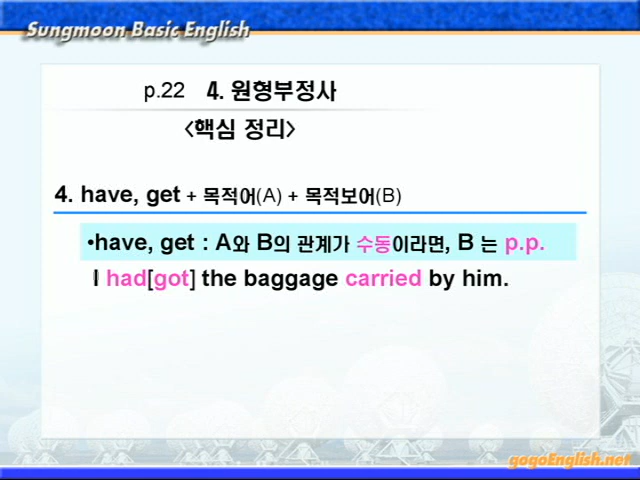 Sungmoon Basic English
p.22 4. 원형부정사
<핵심 정리>
4. have, get + 목적어(A) + 목적보어(B)
•have, get : A와 B의 관계가 수동이라면, B 는 p.p.
I had[got] the baggage carried by him.
gogoEnglish.net